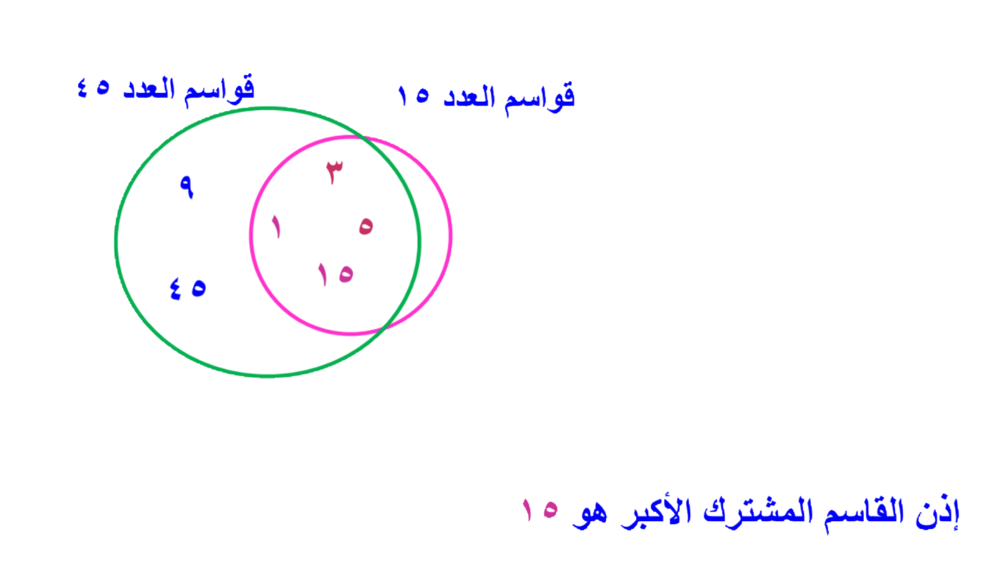 قواسم العدد ١٥
قواسم العدد ٤٥
٣
٩
٥
١
١٥
٤٥
إذن القاسم المشترك الأكبر هو ١٥